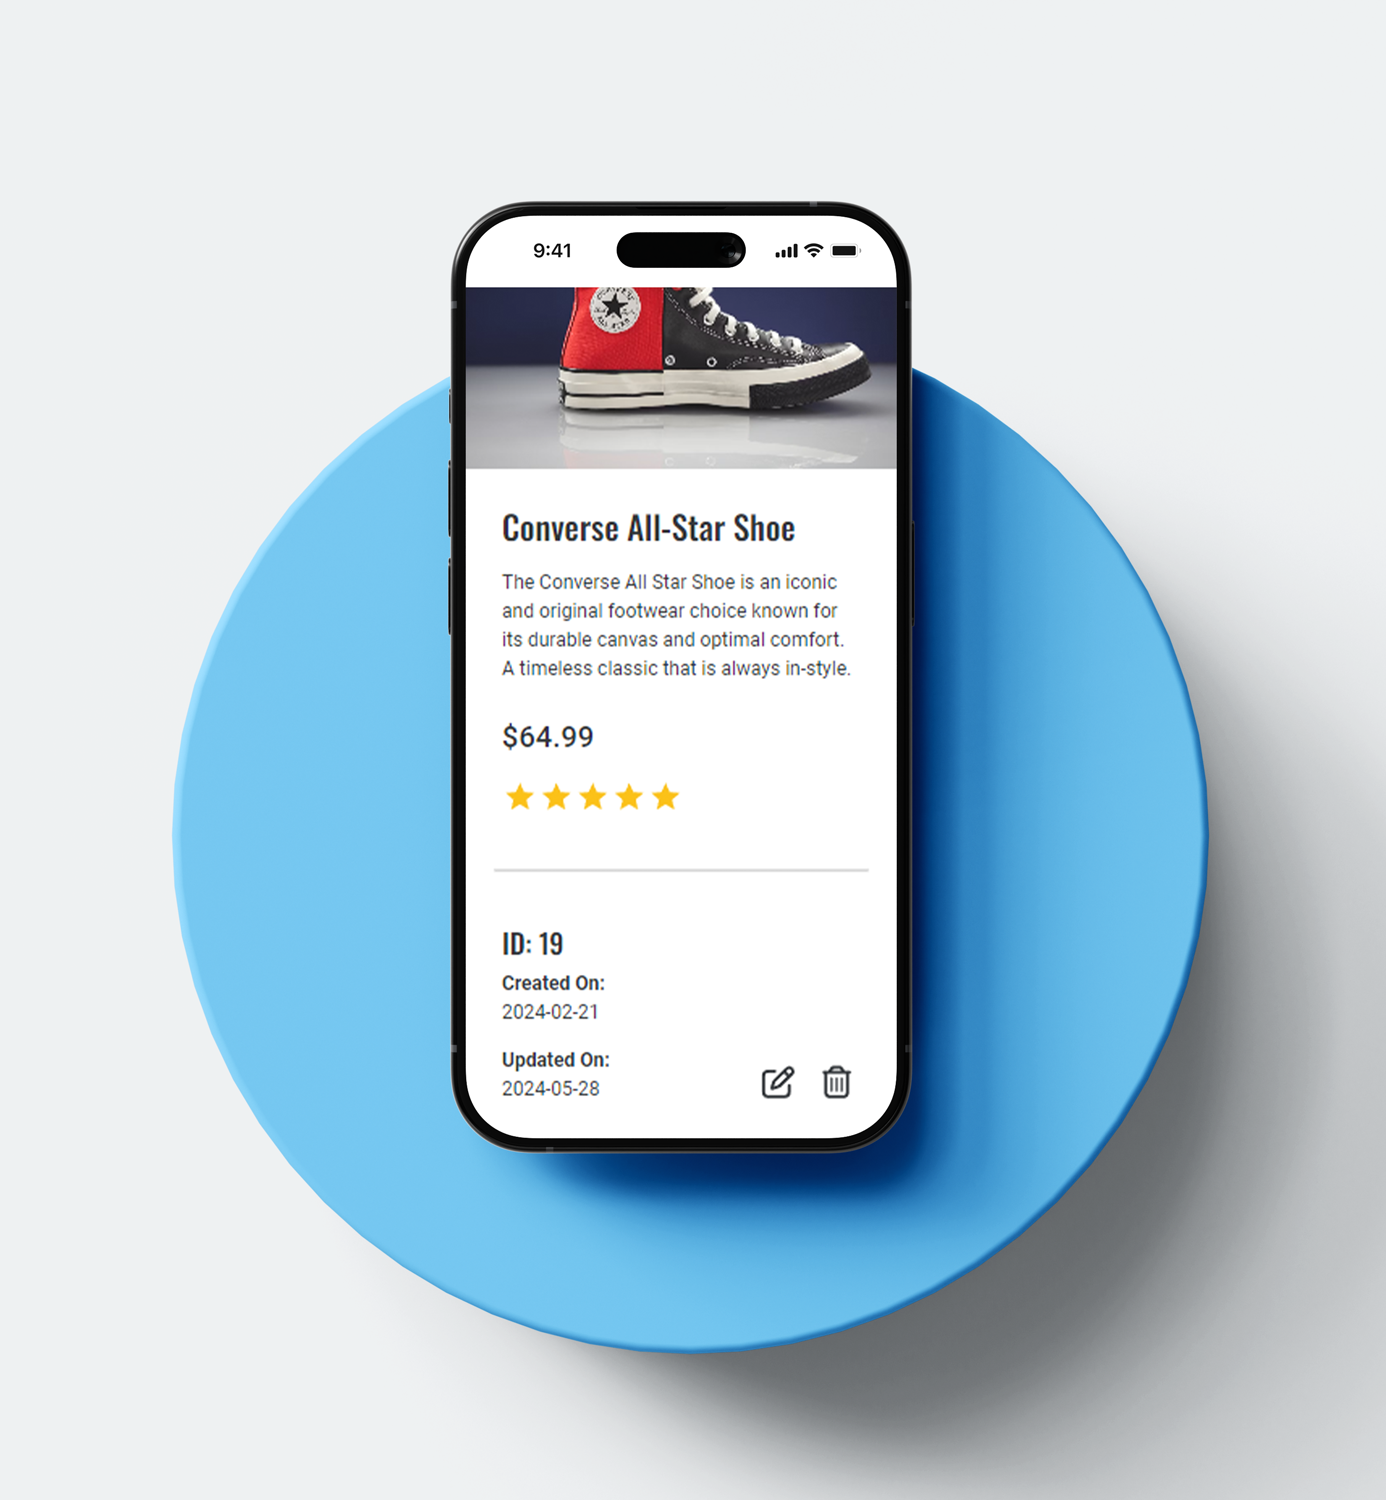 9:41
ALL STAR
Converse All-Star Shoe
The Converse All Star Shoe is an iconic
and original footwear choice known for
its durable canvas and optimal comfort.
A timeless classic that is always in-style.
$64.99
ID: 19
Created On:
2024-02-21
Updated On:
2024-05-28